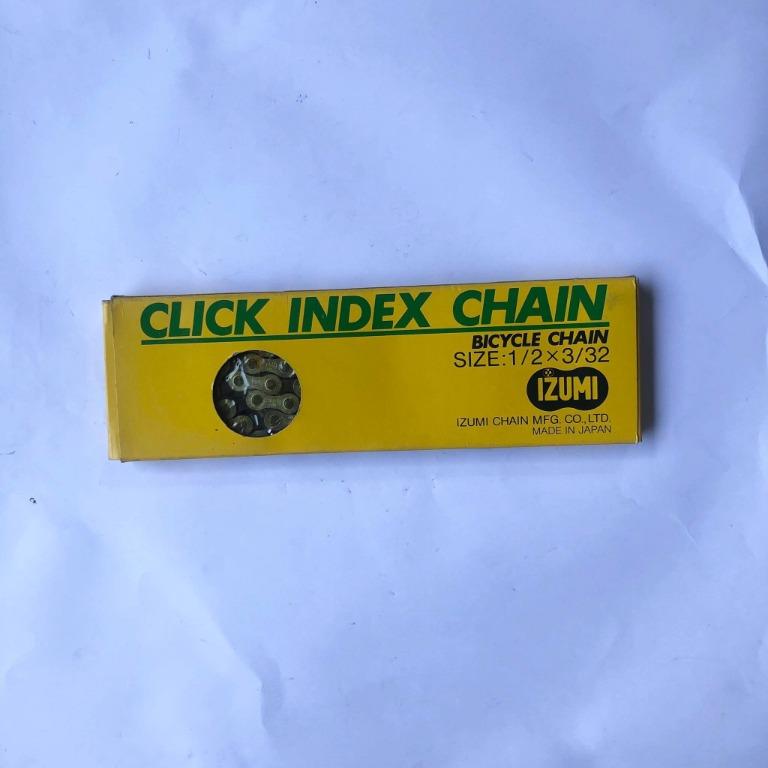 CLICK INDEX CHAIN
BICYCLE CHAIN
SIZE:1/2×3/32
IZUMI
IZUMI CHAIN MFG. CO.,LTD.
MADE IN JAPAN